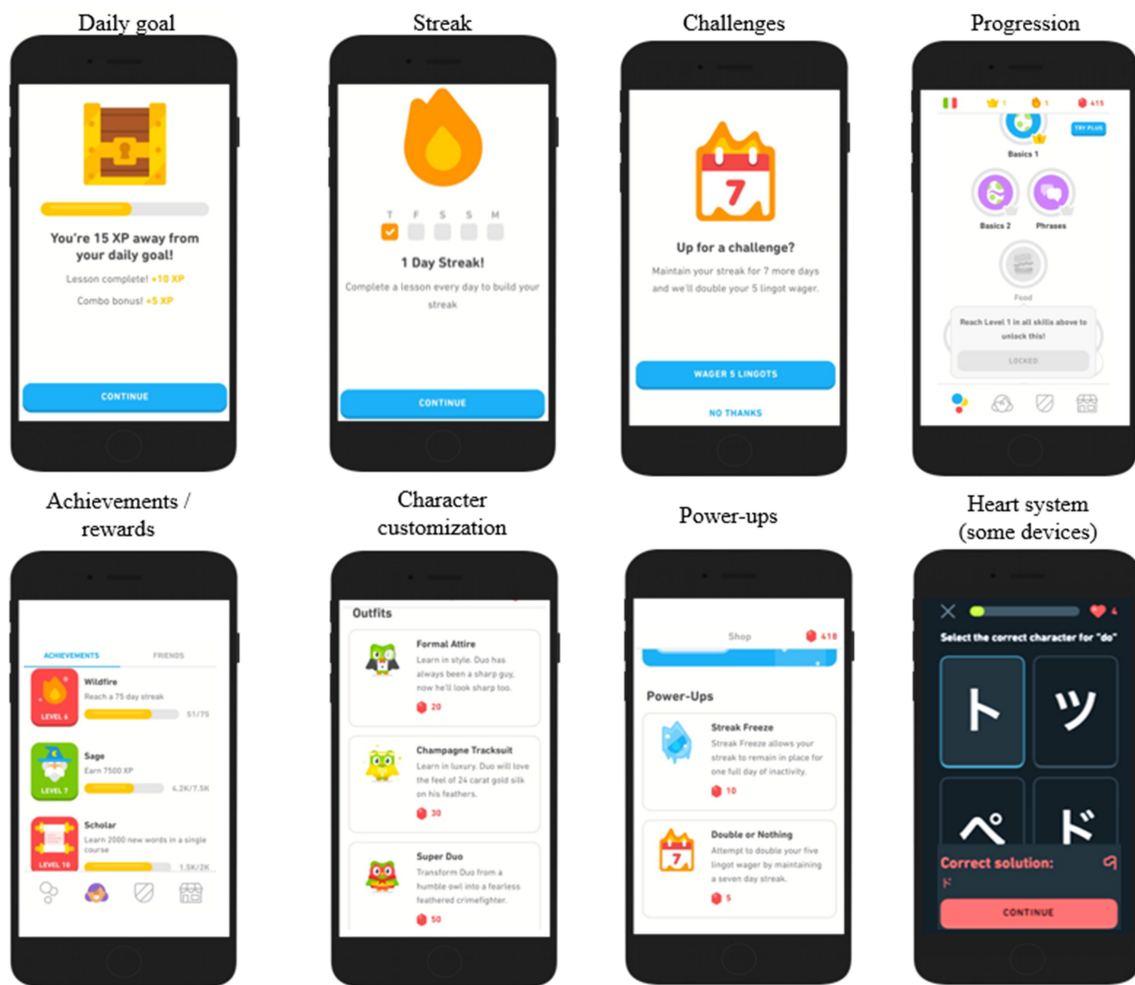 Daily goal
You're 15 XP away from
your daily goal!
Lesson complete! +10 XP
Combo bonus! +5 XP
CONTINUE
Streak
T F S S M
1 Day Streak!
Complete a lesson every day to build your
streak
CONTINUE
Challenges
7
Up for a challenge?
Maintain your streak for 7 more days
and we'll double your 5 lingot wager.
WAGER 5 LINGOTS
NO THANKS
Progression
1 1 415
TRY PLUS
Basics 1
Basics 2 Phrases
Food
Reach Level 1 in all skills above to
unlock this!
LOCKED
Achievements /
rewards
ACHIEVEMENTS FRIENDS
Wildfire
Reach a 75 day streak
LEVEL 6 51/75
Sage
Earn 7500 XP
LEVEL 7 4.2K/7.5K
Scholar
Learn 2000 new words in a single
course
LEVEL 10 1.5K/2K
Character
customization
Outfits
Formal Attire
Learn in style. Duo has
always been a sharp guy,
now he'll look sharp too.
20
Champagne Tracksuit
Learn in luxury. Duo will love
the feel of 24 carat gold silk
on his feathers.
30
Super Duo
Transform Duo from a
humble owl into a fearless
feathered crimefighter.
50
Power-ups
Shop 418
Power-Ups
Streak Freeze
Streak Freeze allows your
streak to remain in place for
one full day of inactivity.
10
Double or Nothing
7
Attempt to double your five
lingot wager by maintaining
a seven day streak.
5
Heart system
(some devices)
4
Select the correct character for "do"
ト ツ
ペ ド
Correct solution:
ド
CONTINUE